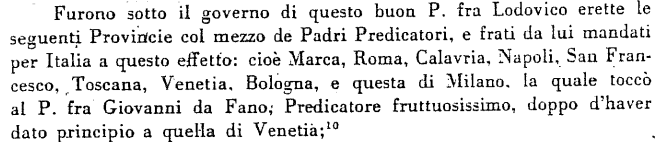 Furono sotto il governo di questo buon P. fra Lodovico erette le
seguenti Provincie col mezzo de Padri Predicatori, e frati da lui mandati
per Italia a questo effetto: cioè Marca, Roma, Calavria, Napoli, San Fran-
cesco, Toscana, Venetia, Bologna, e questa di Milano, la quale toccò
al P. fra Giovanni da Fano, Predicatore fruttuosissimo, doppo d'haver
dato principio a quella di Venetia;¹⁰